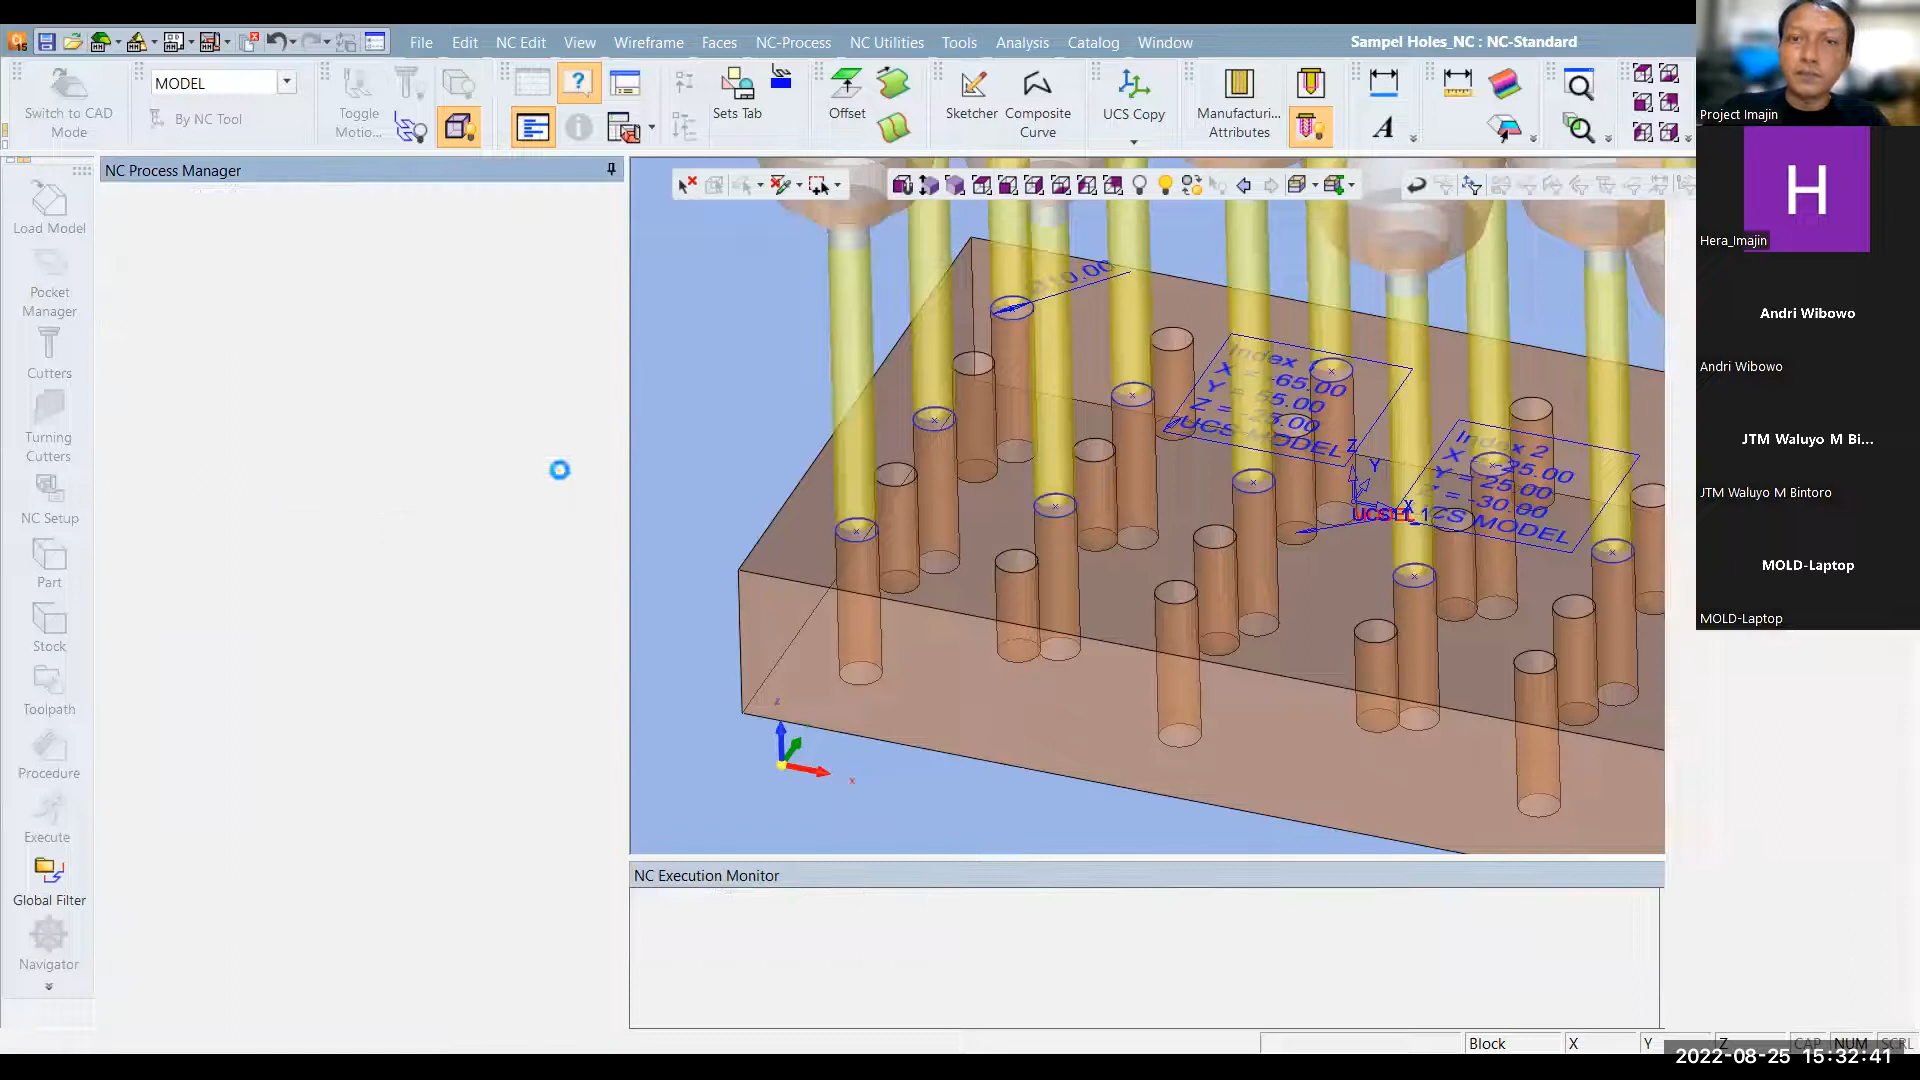 File Edit NC Edit View Wireframe Faces NC-Process NC Utilities Tools Analysis Catalog Window
Sampel Holes_NC : NC-Standard
Switch to CAD
Mode
MODEL
By NC Tool
Toggle
Motio...
Sets Tab
Offset
Sketcher
Composite
Curve
UCS Copy
Manufacturi...
Attributes
NC Process Manager
Load Model
Pocket
Manager
Cutters
Turning
Cutters
NC Setup
Part
Stock
Toolpath
Procedure
Execute
Global Filter
Navigator
Index
X = -65.00
Y = 55.00
Z = -25.00
UCS MODEL
Index 2
X = -25.00
Y = 25.00
Z = -30.00
UCS MODEL
Z
Y
X
z
x
NC Execution Monitor
Block
X
Y
Z
CAP
NUM
SCRL
2022-08-25 15:32:41
Project Imajin
H
Hera_Imajin
Andri Wibowo
Andri Wibowo
JTM Waluyo M Bi...
JTM Waluyo M Bintoro
MOLD-Laptop
MOLD-Laptop